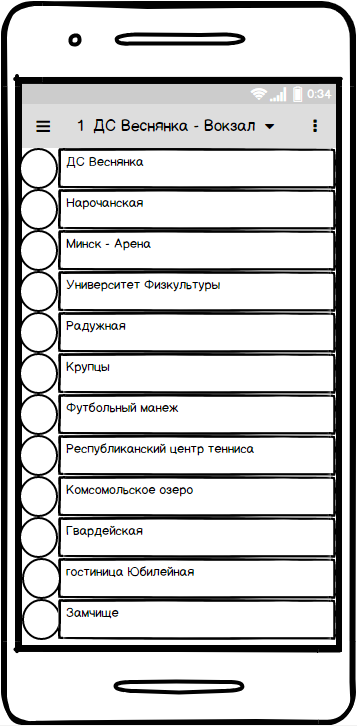 0:34
1 ДС Веснянка - Вокзал
ДС Веснянка
Нарочанская
Минск - Арена
Университет Физкультуры
Радужная
Крупцы
Футбольный манеж
Республиканский центр тенниса
Комсомольское озеро
Гвардейская
гостиница Юбилейная
Замчище